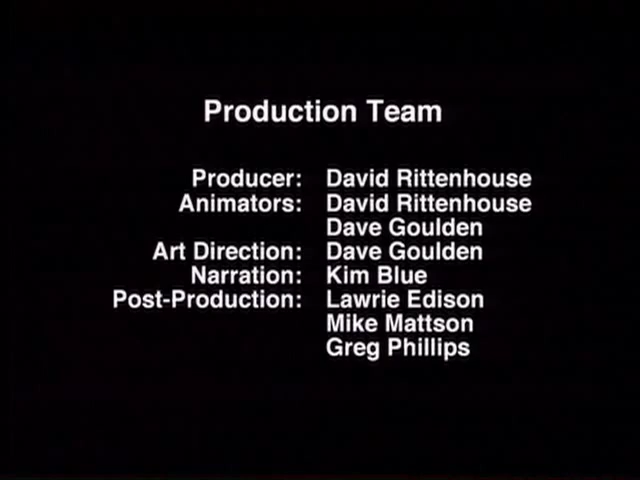 Production Team
Producer: David Rittenhouse
Animators: David Rittenhouse
Dave Goulden
Art Direction: Dave Goulden
Narration: Kim Blue
Post-Production: Lawrie Edison
Mike Mattson
Greg Phillips